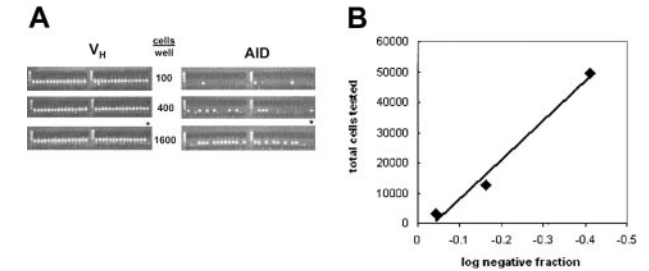 A
V_H
cells
well
AID
100
400
*
*
1600
B
total cells tested
60000
50000
40000
30000
20000
10000
0
0 -0.1 -0.2 -0.3 -0.4 -0.5
log negative fraction